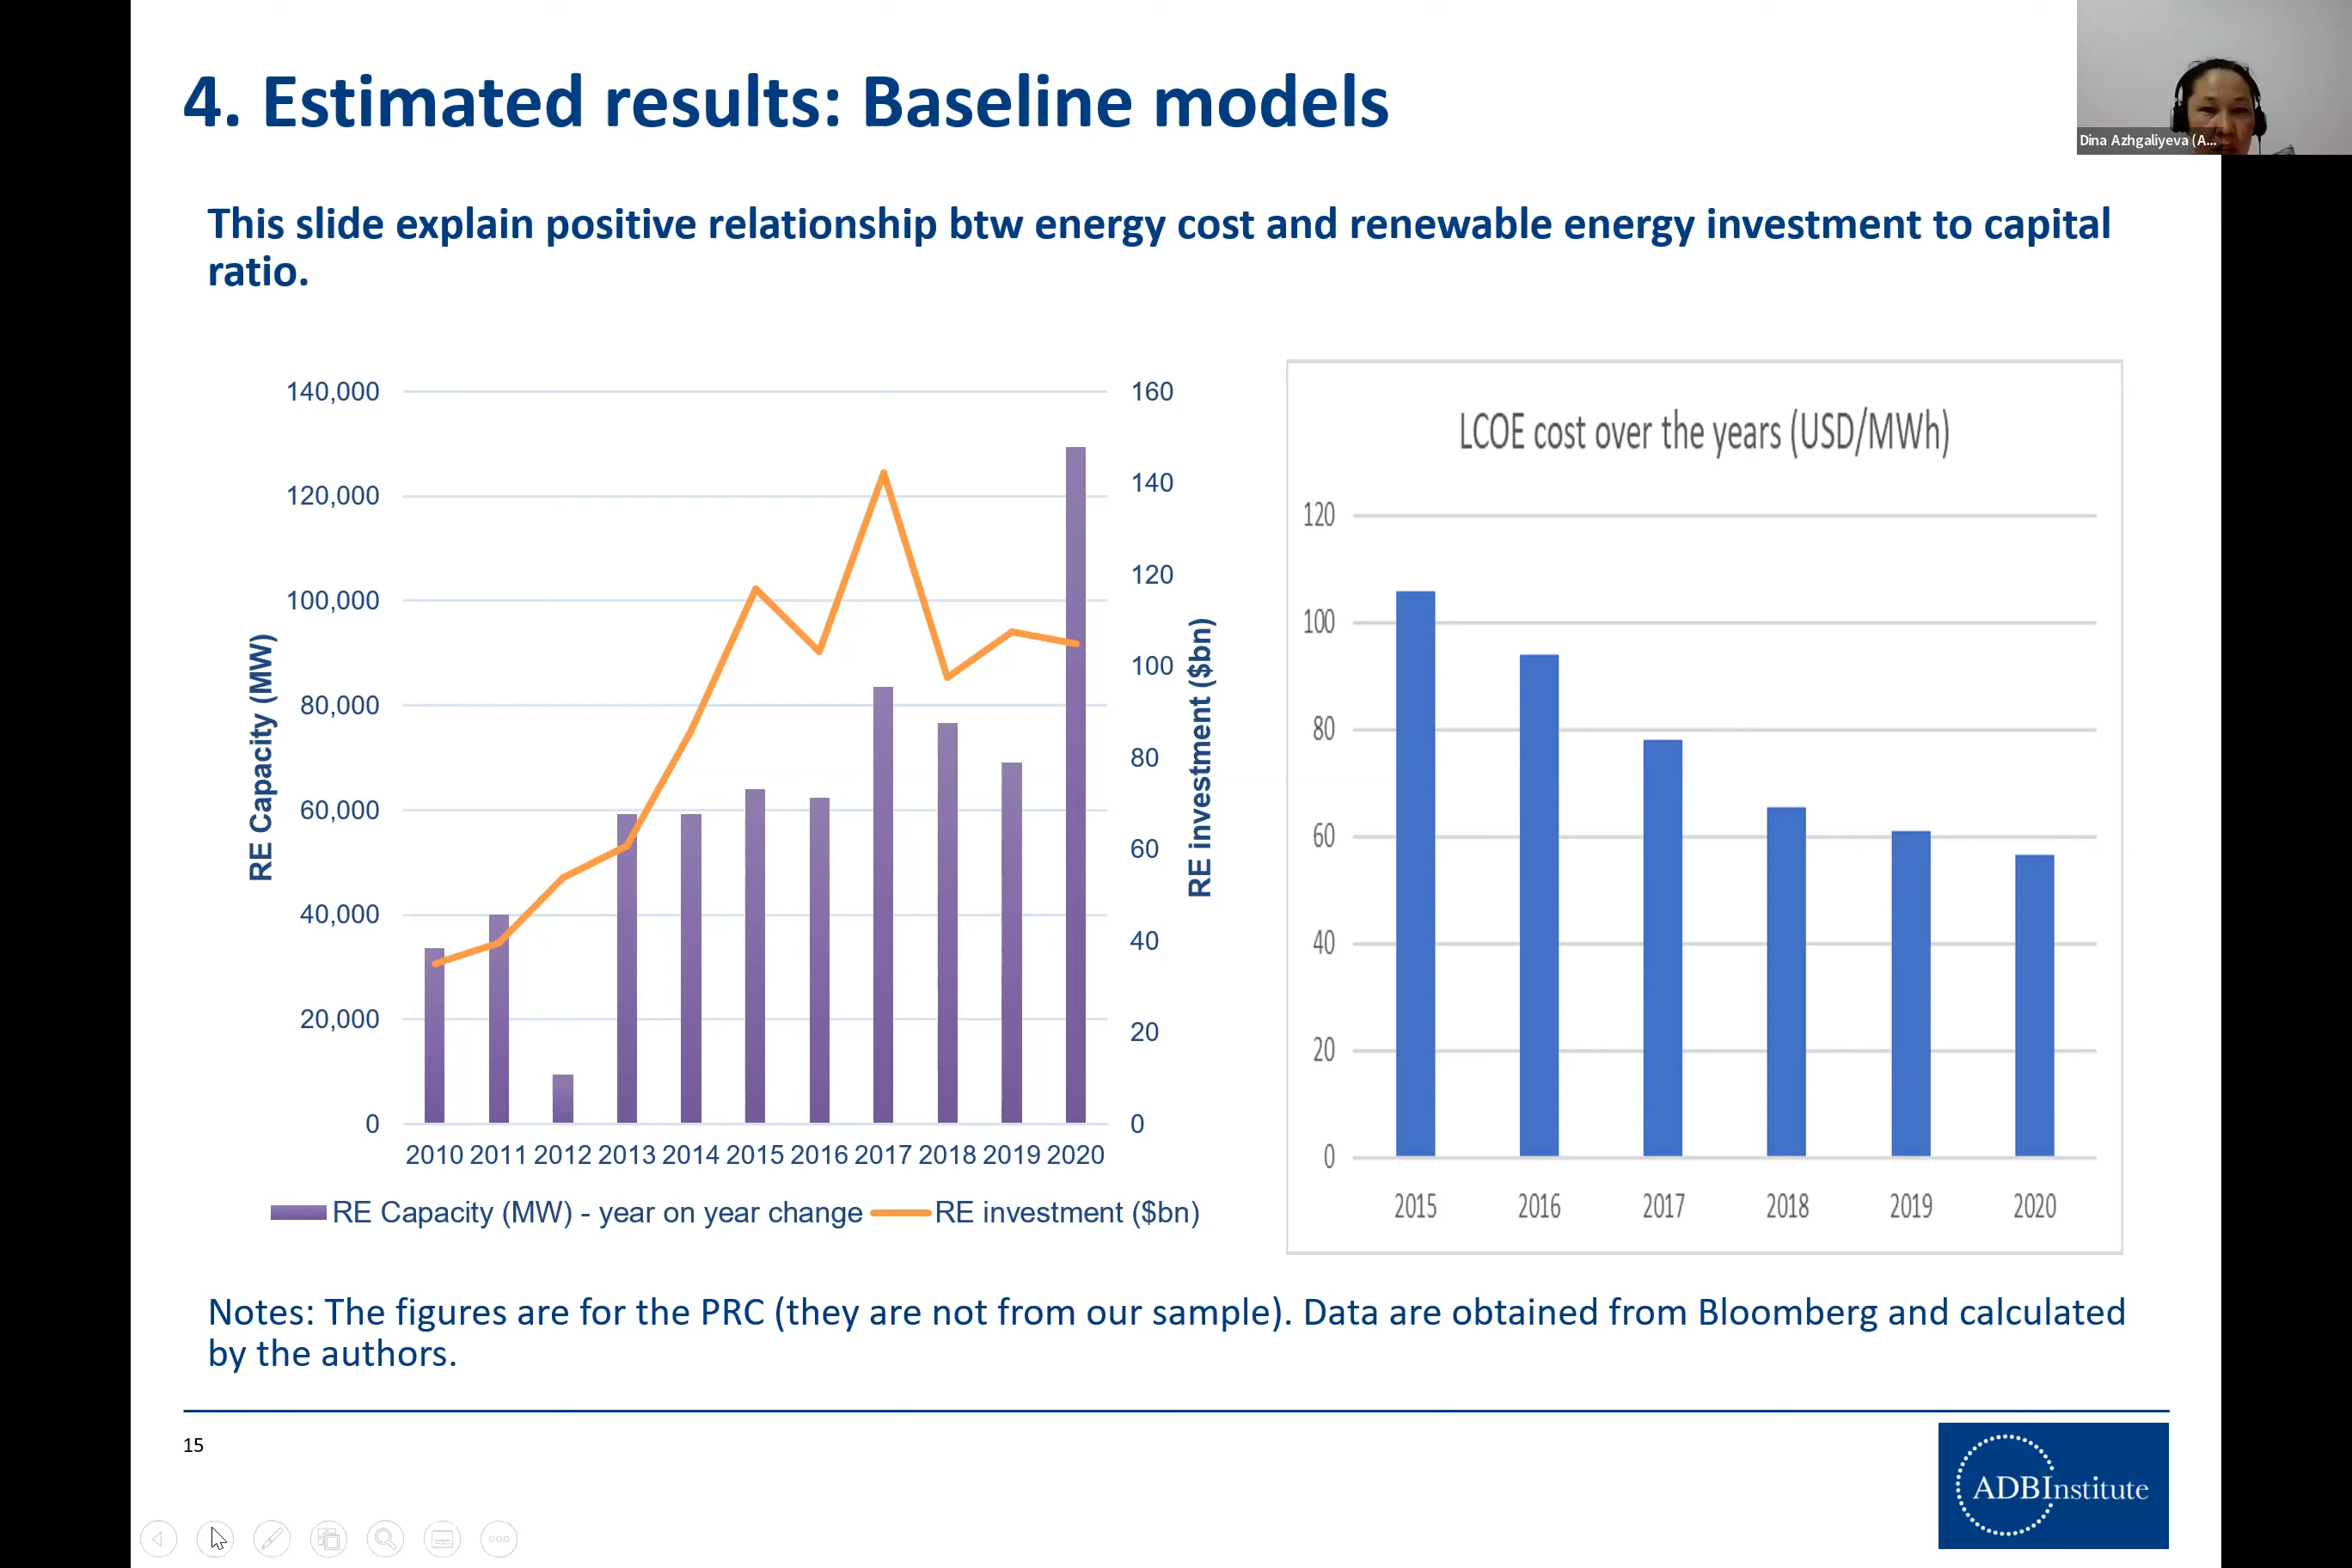 4. Estimated results: Baseline models
Dina Azhgaliyeva (A...
This slide explain positive relationship btw energy cost and renewable energy investment to capital
ratio.
140,000
120,000
100,000
80,000
60,000
40,000
20,000
0
RE Capacity (MW)
160
140
120
100
80
60
40
20
0
RE investment ($bn)
2010 2011 2012 2013 2014 2015 2016 2017 2018 2019 2020
RE Capacity (MW) - year on year change RE investment ($bn)
LCOE cost over the years (USD/MWh)
120
100
80
60
40
20
0
2015 2016 2017 2018 2019 2020
Notes: The figures are for the PRC (they are not from our sample). Data are obtained from Bloomberg and calculated
by the authors.
15
ADBInstitute